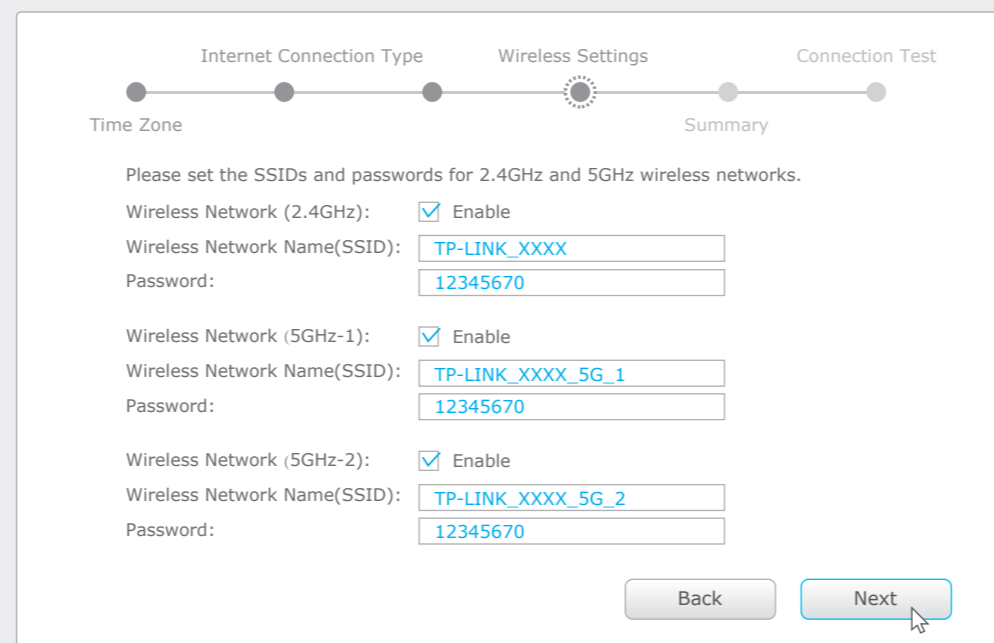 Internet Connection Type Wireless Settings Connection Test
Time Zone Summary
Please set the SSIDs and passwords for 2.4GHz and 5GHz wireless networks.
Wireless Network (2.4GHz): Enable
Wireless Network Name(SSID): TP-LINK_XXXX
Password: 12345670
Wireless Network (5GHz-1): Enable
Wireless Network Name(SSID): TP-LINK_XXXX_5G_1
Password: 12345670
Wireless Network (5GHz-2): Enable
Wireless Network Name(SSID): TP-LINK_XXXX_5G_2
Password: 12345670
Back Next